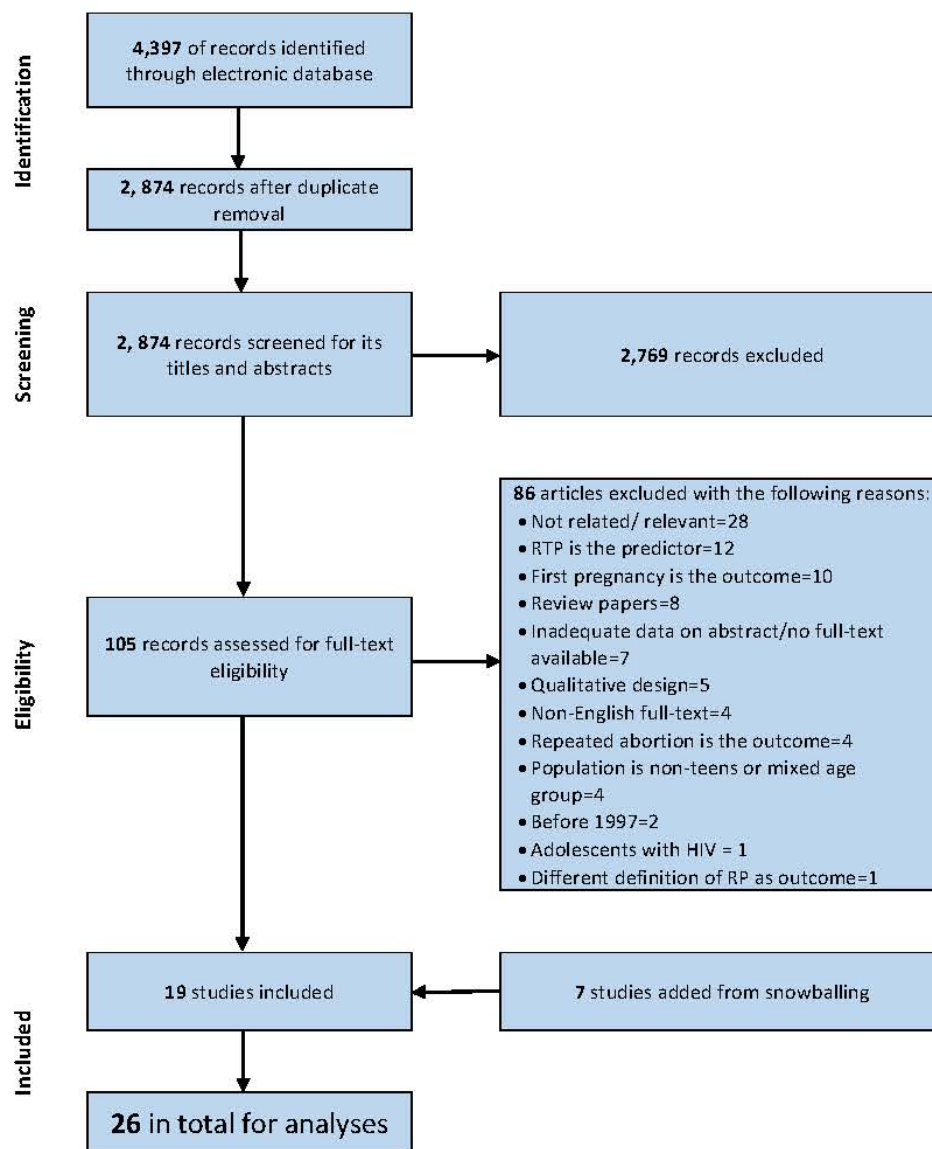 Identification
4,397 of records identified
through electronic database
2, 874 records after duplicate
removal
Screening
2, 874 records screened for its
titles and abstracts
2,769 records excluded
Eligibility
105 records assessed for full-text
eligibility
86 articles excluded with the following reasons:
• Not related/ relevant=28
• RTP is the predictor=12
• First pregnancy is the outcome=10
• Review papers=8
• Inadequate data on abstract/no full-text
available=7
• Qualitative design=5
• Non-English full-text=4
• Repeated abortion is the outcome=4
• Population is non-teens or mixed age
group=4
• Before 1997=2
• Adolescents with HIV = 1
• Different definition of RP as outcome=1
Included
19 studies included
7 studies added from snowballing
26 in total for analyses